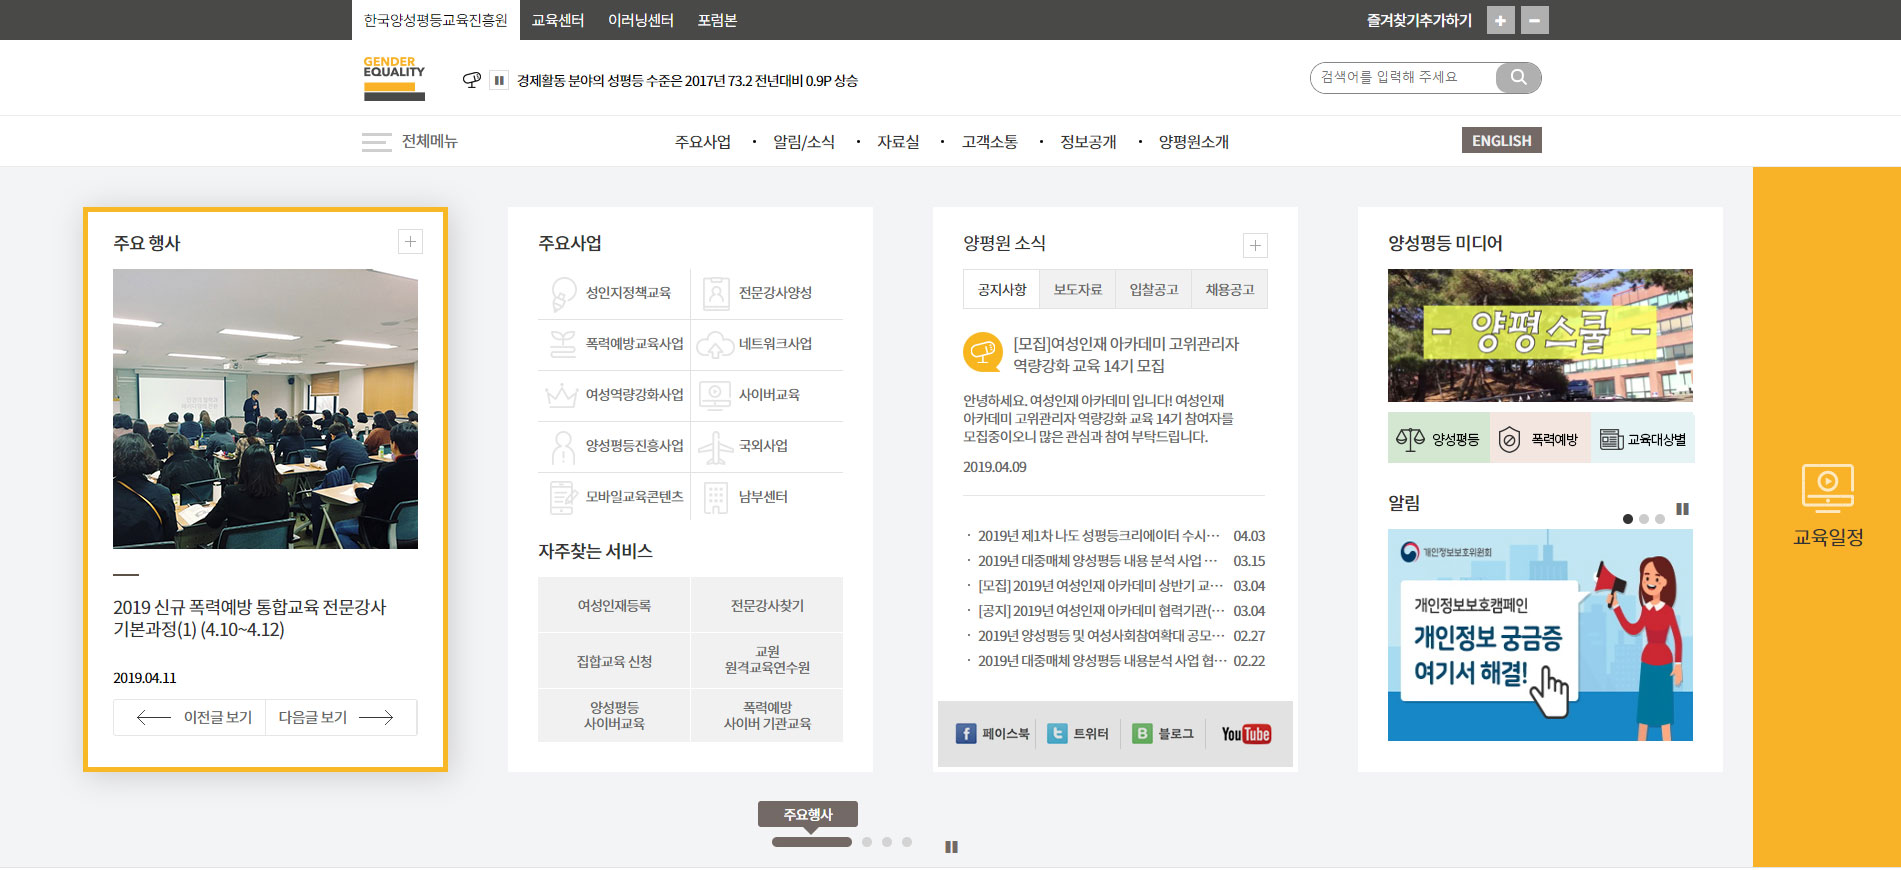 한국양성평등교육진흥원 교육센터 이러닝센터 포럼본 즐겨찾기추가하기
GENDER
EQUALITY
경제활동 분야의 성평등 수준은 2017년 73.2 전년대비 0.9P 상승
검색어를 입력해 주세요
전체메뉴 주요사업 · 알림/소식 · 자료실 · 고객소통 · 정보공개 · 양평원소개 ENGLISH
주요 행사
2019 신규 폭력예방 통합교육 전문강사
기본과정(1) (4.10~4.12)
2019.04.11
이전글 보기 다음글 보기
주요사업
성인지정책교육 전문강사양성
폭력예방교육사업 네트워크사업
여성역량강화사업 사이버교육
양성평등진흥사업 국외사업
모바일교육콘텐츠 남부센터
자주찾는 서비스
여성인재등록 전문강사찾기
집합교육 신청 교원
원격교육연수원
양성평등
사이버교육
폭력예방
사이버 기관교육
양평원 소식
공지사항 보도자료 입찰공고 채용공고
[모집]여성인재 아카데미 고위관리자
역량강화 교육 14기 모집
안녕하세요. 여성인재 아카데미 입니다! 여성인재
아카데미 고위관리자 역량강화 교육 14기 참여자를
모집중이오니 많은 관심과 참여 부탁드립니다.
2019.04.09
· 2019년 제1차 나도 성평등크리에이터 수시… 04.03
· 2019년 대중매체 양성평등 내용 분석 사업 … 03.15
· [모집] 2019년 여성인재 아카데미 상반기 교… 03.04
· [공지] 2019년 여성인재 아카데미 협력기관(… 03.04
· 2019년 양성평등 및 여성사회참여확대 공모… 02.27
· 2019년 대중매체 양성평등 내용분석 사업 협… 02.22
페이스북 트위터 블로그 YouTube
양성평등 미디어
- 양평스쿨 -
양성평등 폭력예방 교육대상별
알림
개인정보보호위원회
개인정보보호캠페인
개인정보 궁금증
여기서 해결!
교육일정
주요행사